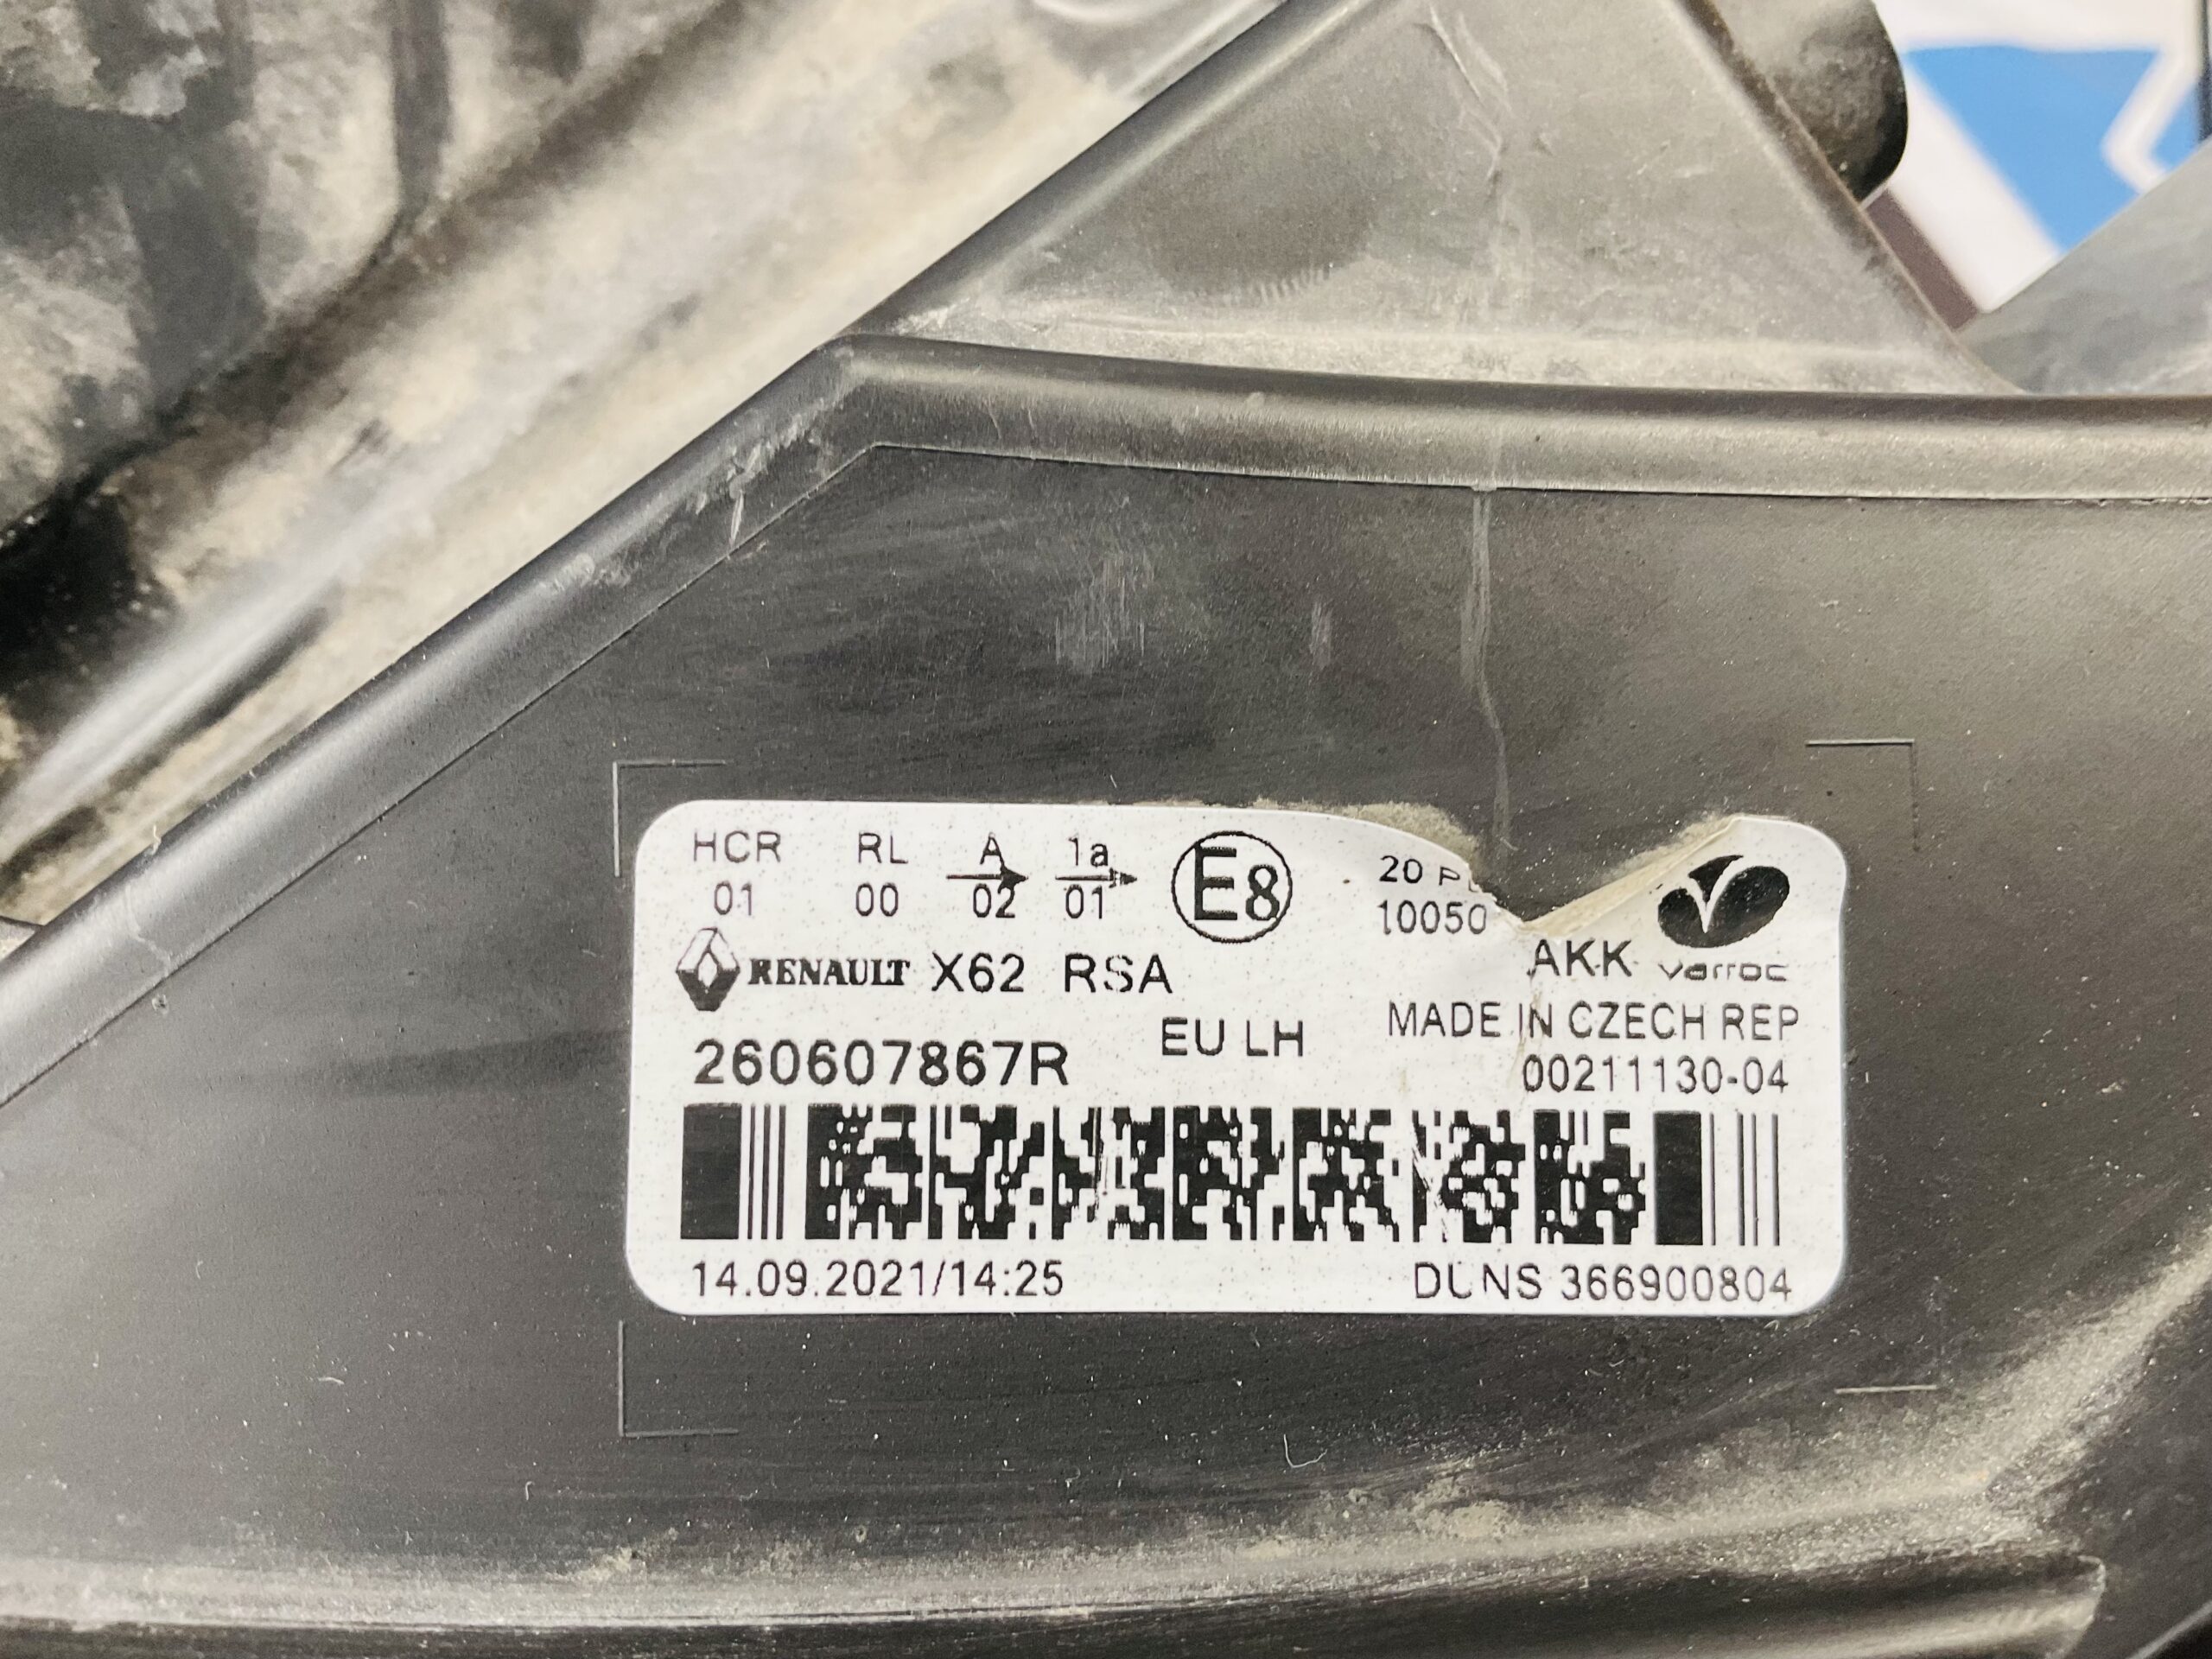 HCR RL A 1a E8 20
01 00 02 01 10050
RENAULT X62 RSA AKK varroc
EU LH MADE IN CZECH REP
260607867R 00211130-04
14.09.2021/14:25 DUNS 366900804